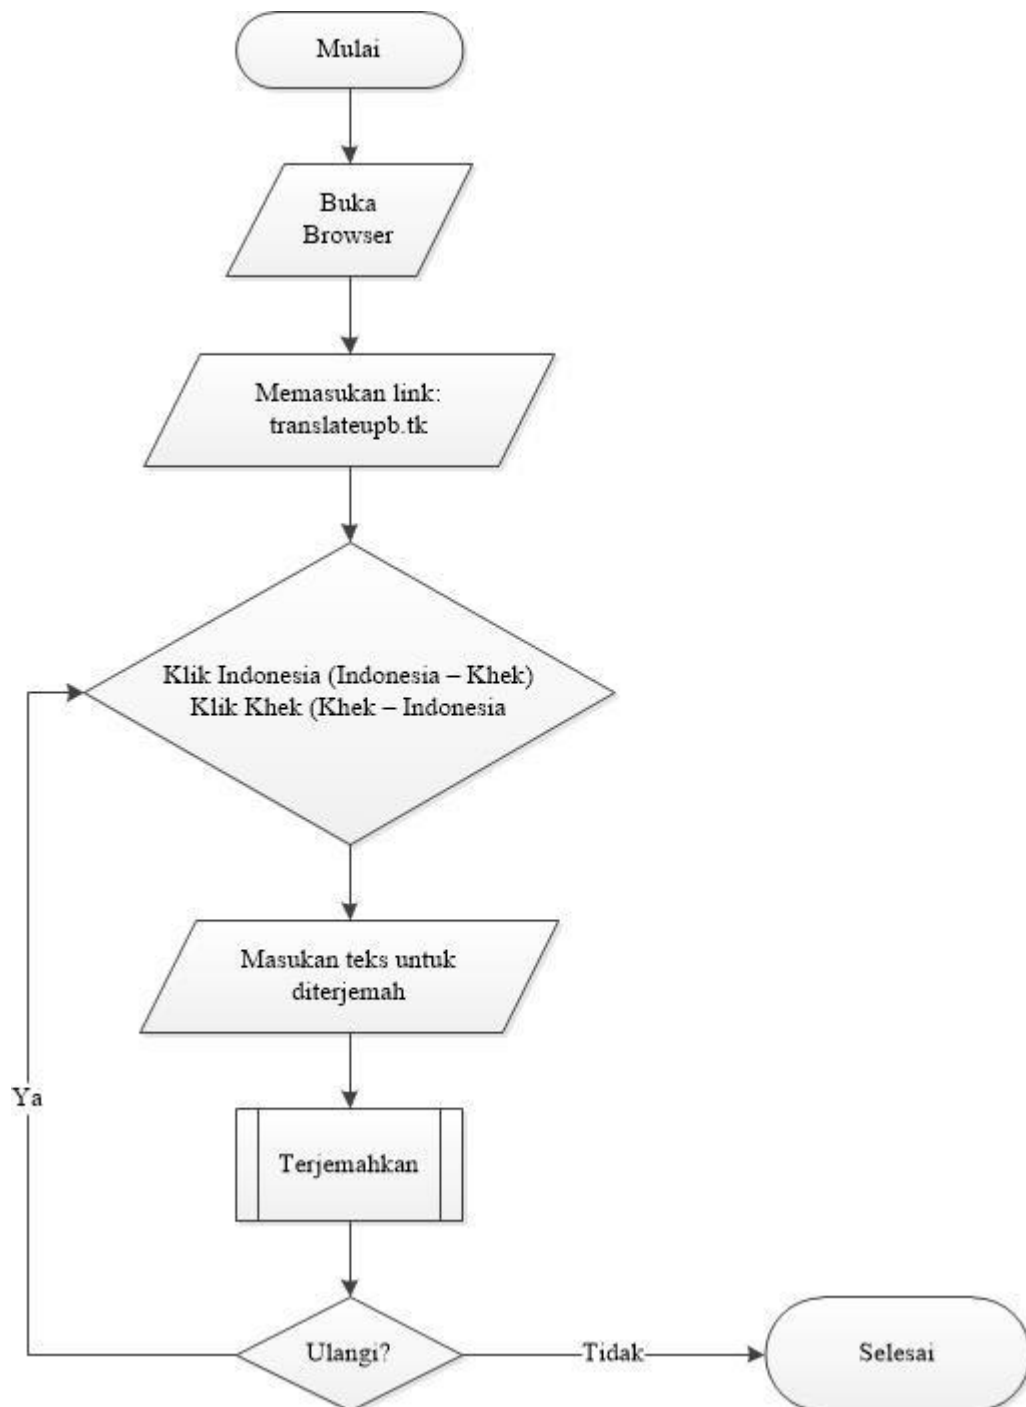 Mulai
Buka
Browser
Memasukan link:
translateupb.tk
Klik Indonesia (Indonesia – Khek)
Klik Khek (Khek – Indonesia
Masukan teks untuk
diterjemah
Ya
Terjemahkan
Ulangi?
Tidak
Selesai